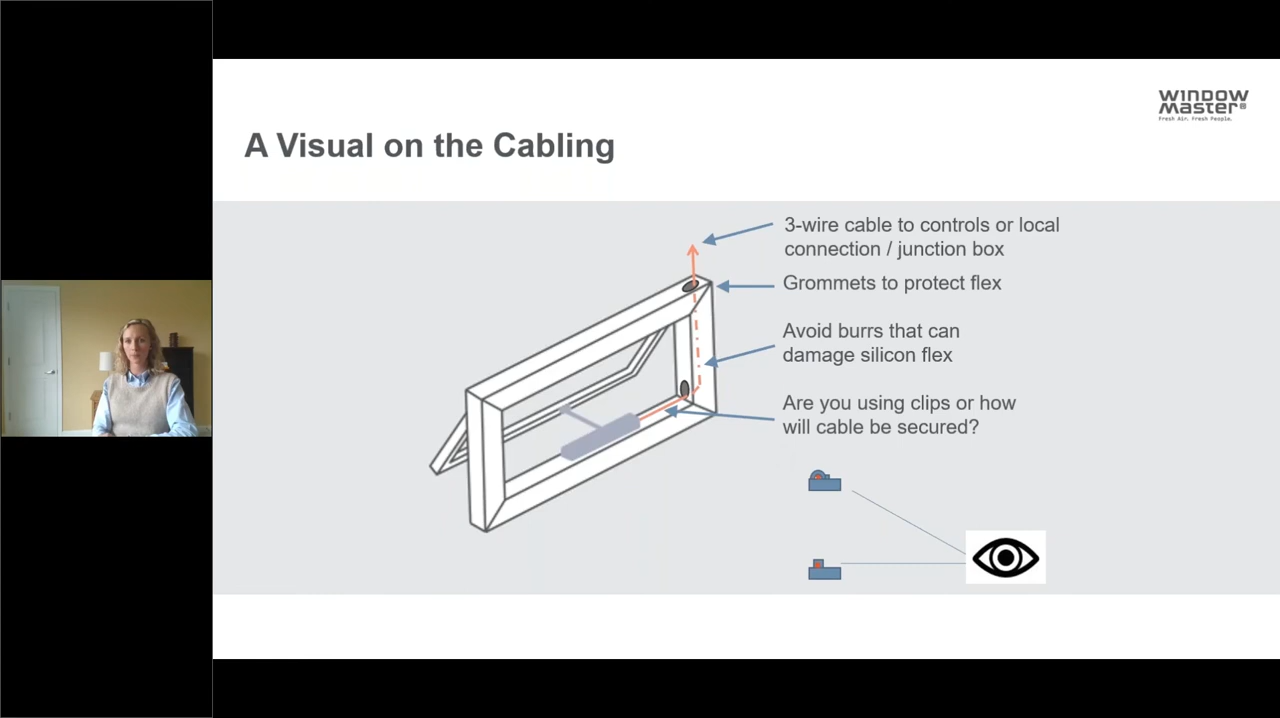 WINDOW
MASTER®
Fresh Air. Fresh People.
A Visual on the Cabling
3-wire cable to controls or local
connection / junction box
Grommets to protect flex
Avoid burrs that can
damage silicon flex
Are you using clips or how
will cable be secured?